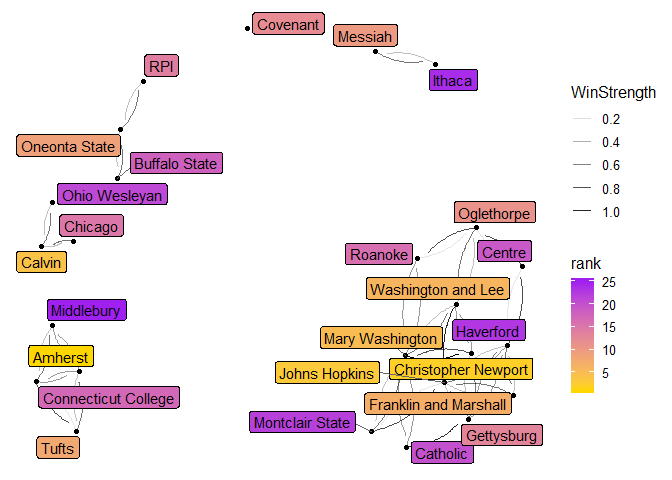 Covenant
Messiah
RPI
Ithaca
WinStrength
0.2
0.4
0.6
0.8
1.0
Oneonta State
Buffalo State
Ohio Wesleyan
Chicago
Calvin
Oglethorpe
Roanoke
Centre
rank
25
20
15
10
5
Washington and Lee
Middlebury
Mary Washington
Haverford
Amherst
Johns Hopkins
Christopher Newport
Connecticut College
Franklin and Marshall
Montclair State
Gettysburg
Tufts
Catholic